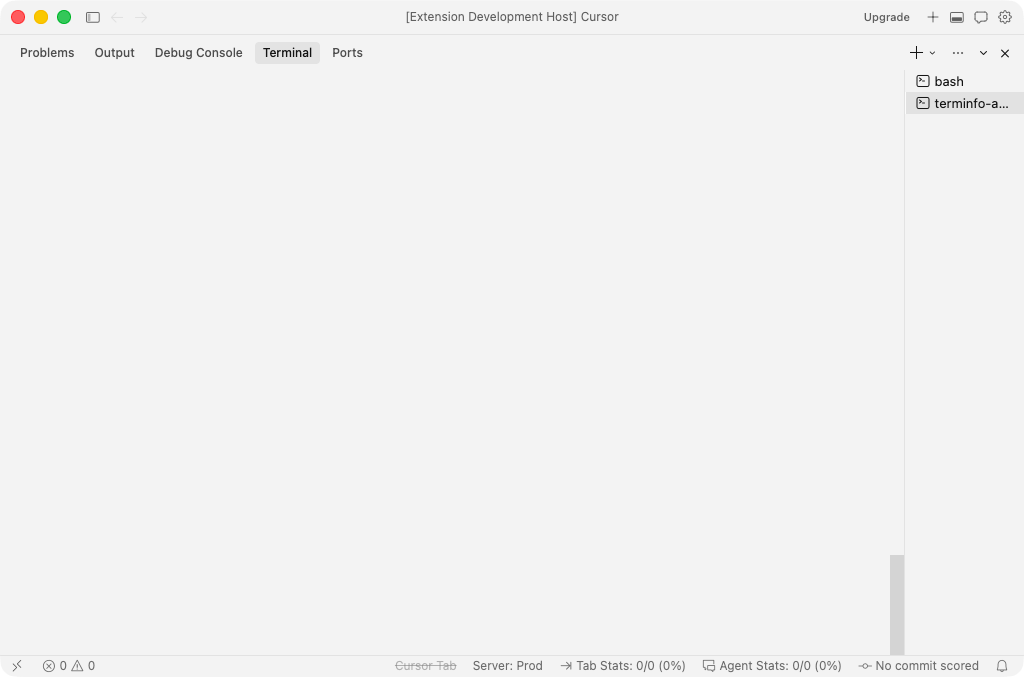 [Extension Development Host] Cursor
Upgrade
Problems Output Debug Console Terminal Ports
bash
terminfo-a...
0 0 Cursor Tab Server: Prod Tab Stats: 0/0 (0%) Agent Stats: 0/0 (0%) No commit scored